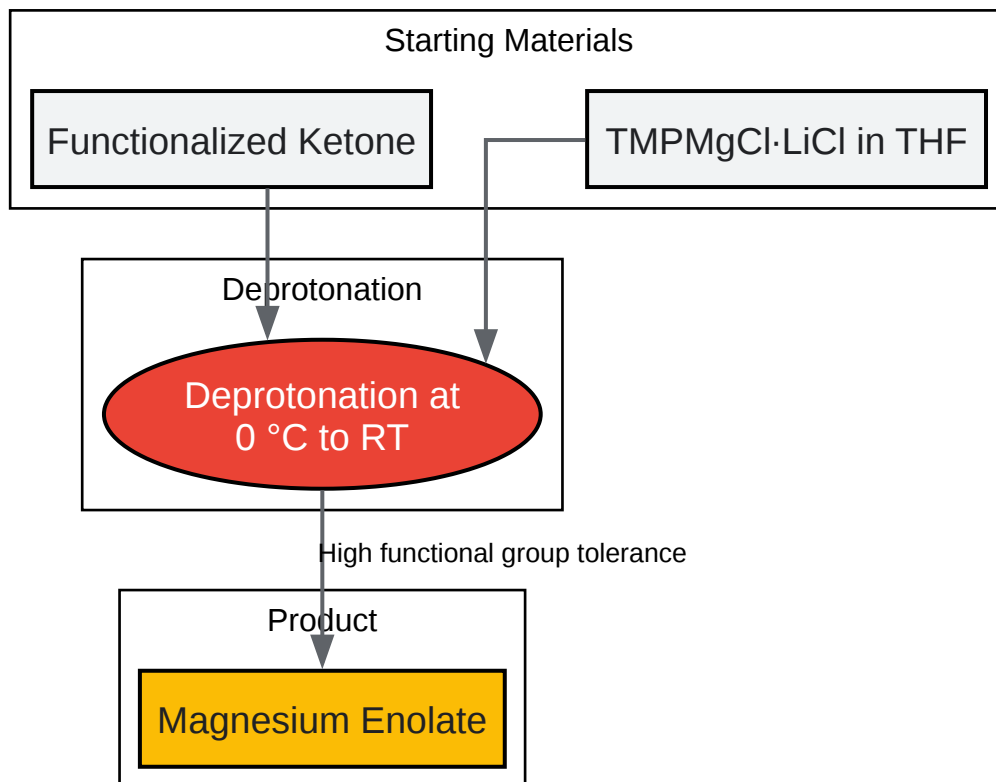 Starting Materials
Functionalized Ketone
TMPMgCl·LiCl in THF
Deprotonation
Deprotonation at
0 °C to RT
High functional group tolerance
Product
Magnesium Enolate